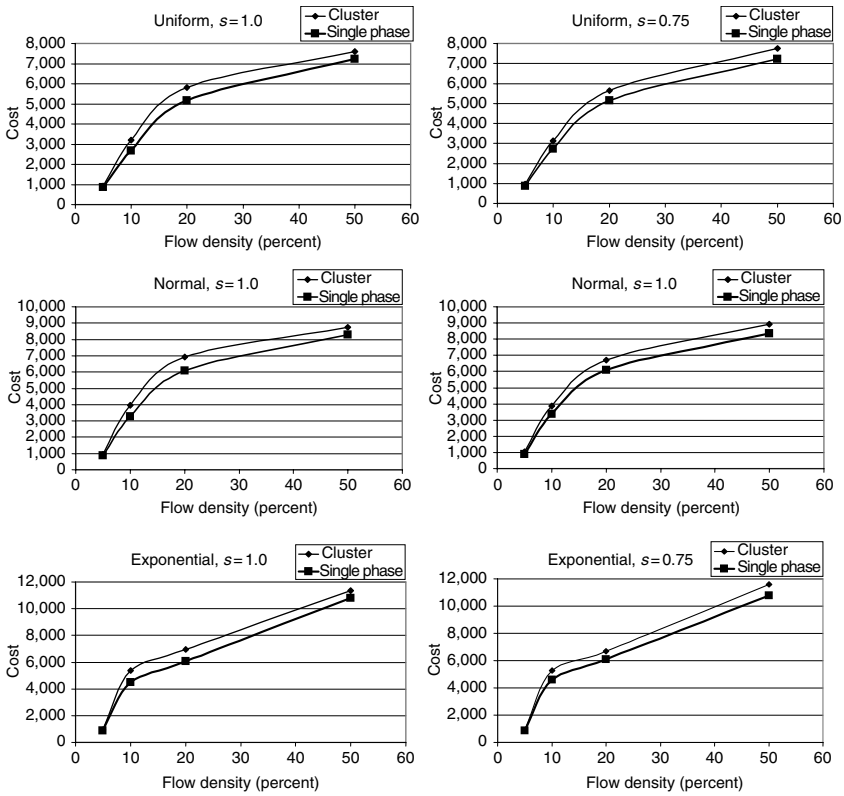 Uniform, s=1.0
Cluster
Single phase
8,000
7,000
6,000
5,000
4,000
3,000
2,000
1,000
0
Cost
0 10 20 30 40 50 60
Flow density (percent)
Uniform, s=0.75
Cluster
Single phase
8,000
7,000
6,000
5,000
4,000
3,000
2,000
1,000
0
Cost
0 10 20 30 40 50 60
Flow density (percent)
Normal, s=1.0
Cluster
Single phase
10,000
9,000
8,000
7,000
6,000
5,000
4,000
3,000
2,000
1,000
0
Cost
0 10 20 30 40 50 60
Flow density (percent)
Normal, s=1.0
Cluster
Single phase
10,000
9,000
8,000
7,000
6,000
5,000
4,000
3,000
2,000
1,000
0
Cost
0 10 20 30 40 50 60
Flow density (percent)
Exponential, s=1.0
Cluster
Single phase
12,000
10,000
8,000
6,000
4,000
2,000
0
Cost
0 10 20 30 40 50 60
Flow density (percent)
Exponential, s=0.75
Cluster
Single phase
12,000
10,000
8,000
6,000
4,000
2,000
0
Cost
0 10 20 30 40 50 60
Flow density (percent)